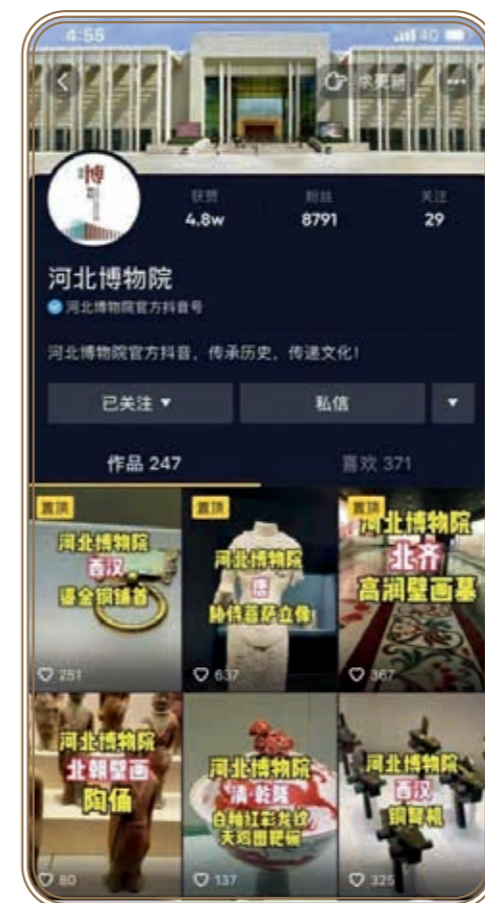 4:55
求更新
博
获赞 粉丝 关注
4.8w 8791 29
河北博物院
河北博物院官方抖音号
河北博物院官方抖音，传承历史，传递文化！
已关注 私信
作品 247 喜欢 371
置顶
河北博物院
西汉
鎏金铜铺首
251
置顶
河北博物院
唐
胁侍菩萨立像
637
置顶
河北博物院
北齐
高润壁画墓
367
河北博物院
北朝壁画
陶俑
80
河北博物院
清·乾隆
白釉红彩龙纹
天鸡图靶碗
137
河北博物院
西汉
铜弩机
325